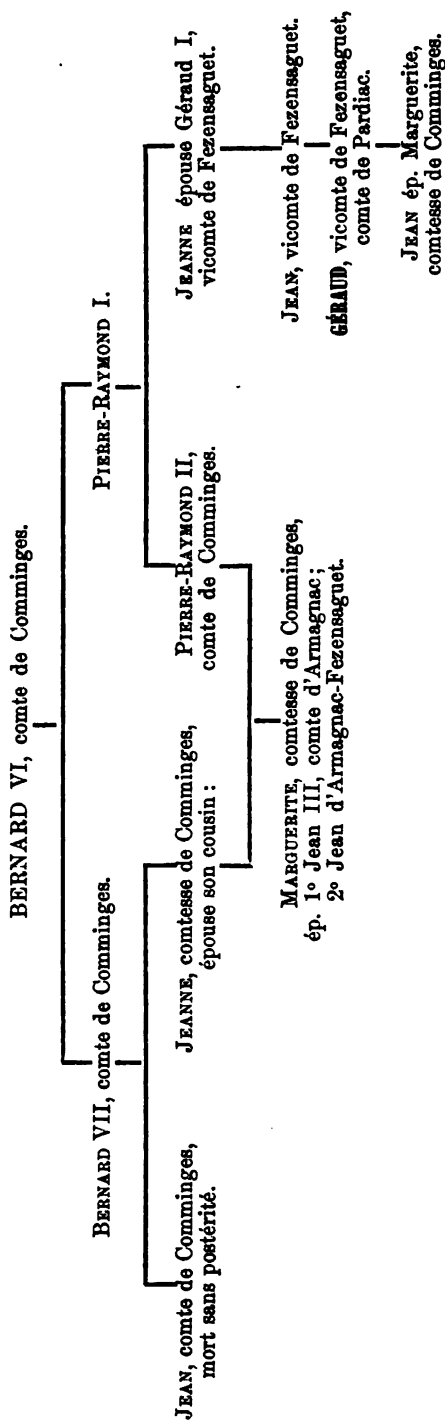 BERNARD VI, comte de Comminges.
BERNARD VII, comte de Comminges.
PIERRE-RAYMOND I.
JEAN, comte de Comminges,
mort sans postérité.
JEANNE, comtesse de Comminges,
épouse son cousin :
PIERRE-RAYMOND II,
comte de Comminges.
JEANNE épouse Géraud I,
vicomte de Fezensaguet.
MARGUERITE, comtesse de Comminges,
ép. 1º Jean III, comte d'Armagnac ;
2º Jean d'Armagnac-Fezensaguet.
JEAN, vicomte de Fezensaguet.
GÉRAUD, vicomte de Fezensaguet,
comte de Pardiac.
JEAN ép. Marguerite,
comtesse de Comminges.